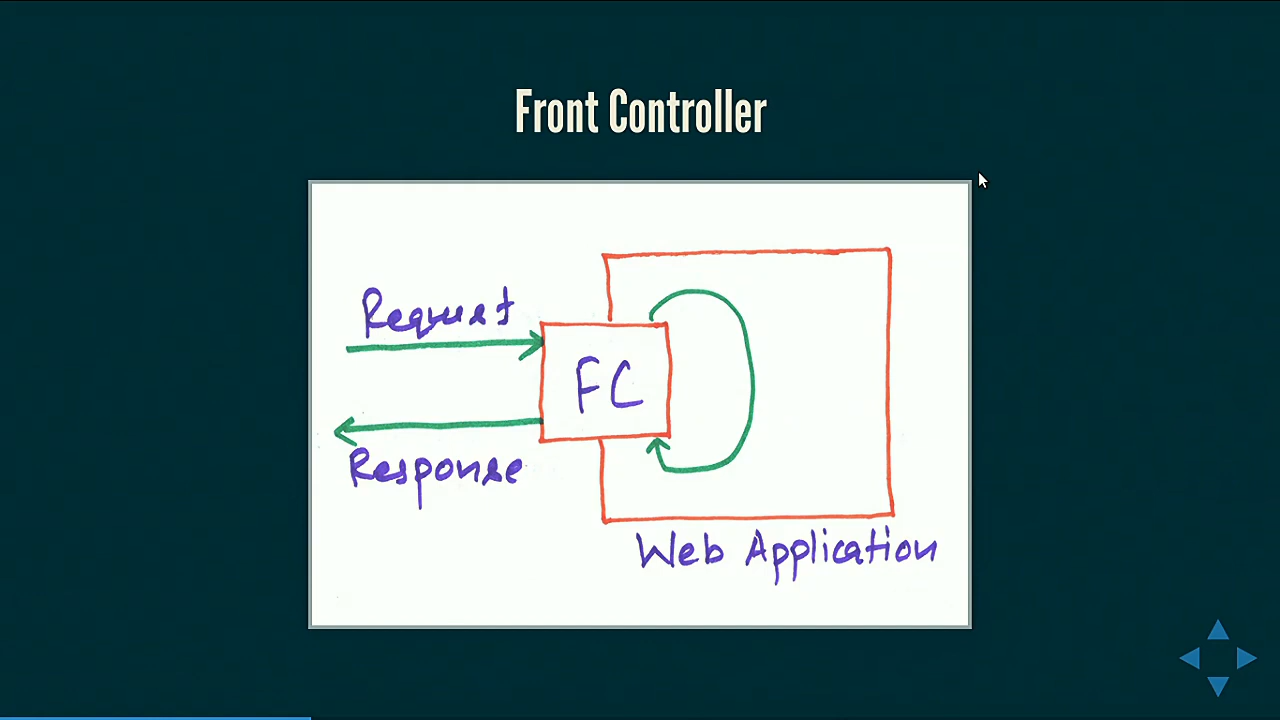 Front Controller
Request
FC
Response
Web Application